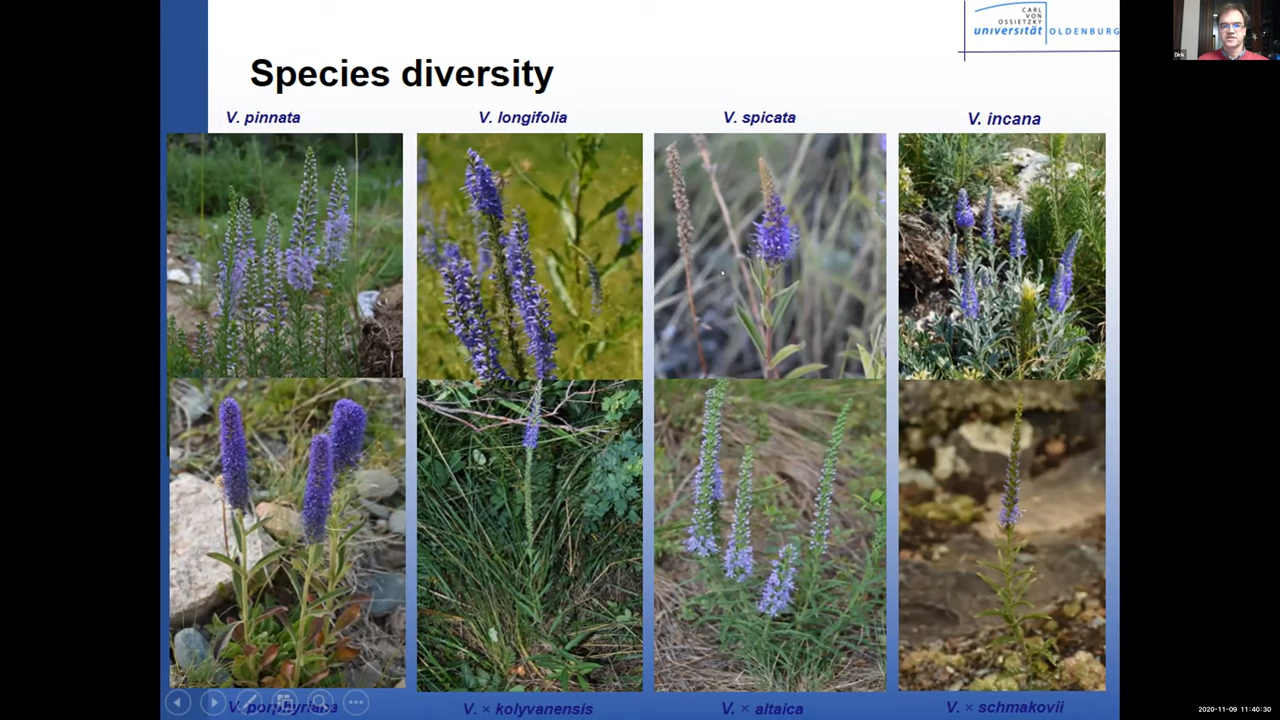 CARL
VON
OSSIETZKY
universität OLDENBURG
Dirk
Species diversity
V. pinnata V. longifolia V. spicata V. incana
V. porphyriana V. × kolyvanensis V. × altaica V. × schmakovii
2020-11-09 11:40:30